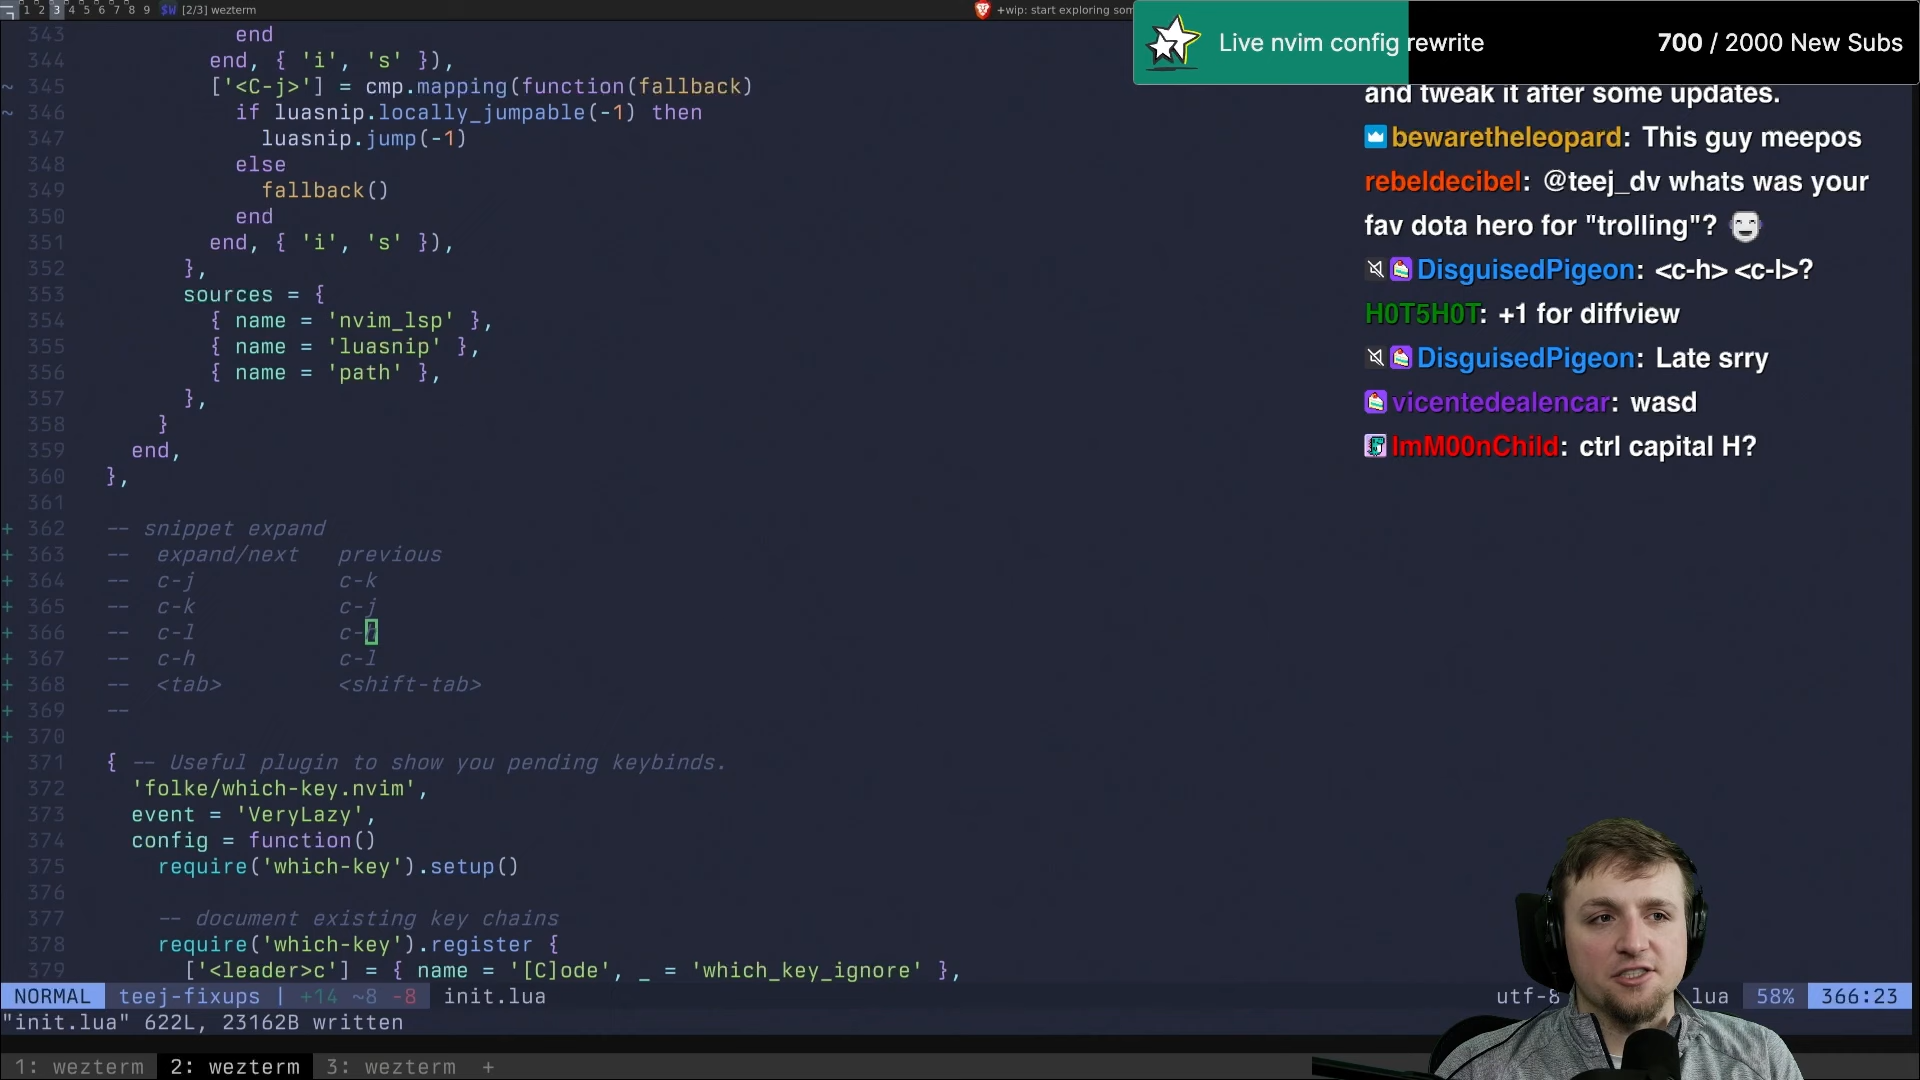 1 2 3 4 5 6 7 8 9 $W [2/3] wezterm
+wip: start exploring som
Live nvim config rewrite
700 / 2000 New Subs
343 end
344 end, { 'i', 's' }),
~ 345 ['<C-j>'] = cmp.mapping(function(fallback)
~ 346 if luasnip.locally_jumpable(-1) then
347 luasnip.jump(-1)
348 else
349 fallback()
350 end
351 end, { 'i', 's' }),
352 },
353 sources = {
354 { name = 'nvim_lsp' },
355 { name = 'luasnip' },
356 { name = 'path' },
357 },
358 }
359 end,
360 },
361
+ 362 -- snippet expand
+ 363 -- expand/next previous
+ 364 -- c-j c-k
+ 365 -- c-k c-j
+ 366 -- c-l c-h
+ 367 -- c-h c-l
+ 368 -- <tab> <shift-tab>
+ 369 --
+ 370
371 { -- Useful plugin to show you pending keybinds.
372 'folke/which-key.nvim',
373 event = 'VeryLazy',
374 config = function()
375 require('which-key').setup()
376
377 -- document existing key chains
378 require('which-key').register {
379 ['<leader>c'] = { name = '[C]ode', _ = 'which_key_ignore' },
and tweak it after some updates.
bewaretheleopard: This guy meepos
rebeldecibel: @teej_dv whats was your
fav dota hero for "trolling"?
DisguisedPigeon: <c-h> <c-l>?
H0T5H0T: +1 for diffview
DisguisedPigeon: Late srry
vicentedealencar: wasd
ImM00nChild: ctrl capital H?
NORMAL teej-fixups | +14 ~8 -8 init.lua utf-8 lua 58% 366:23
"init.lua" 622L, 23162B written
1: wezterm 2: wezterm 3: wezterm +